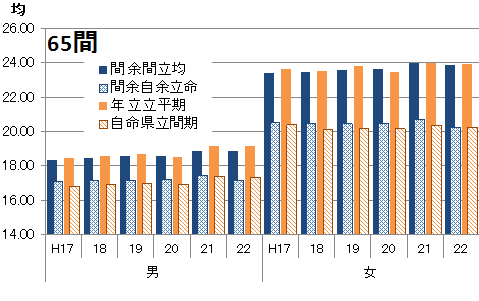 均
26.00
65間
24.00
22.00
20.00
18.00
16.00
14.00
間余間立均
間余自余立命
年立立平期
自命県立間期
H17 18 19 20 21 22 H17 18 19 20 21 22
男 女